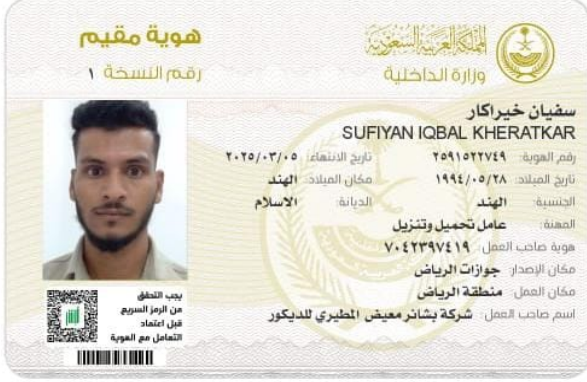 المملكة العربية السعودية
وزارة الداخلية
هوية مقيم
رقم النسخة ١
سفيان خيراكار
SUFIYAN IQBAL KHERATKAR
رقم الهوية: ٢٥٩١٥٢٢٧٤٩ تاريخ الانتهاء: ٢٠٢٥/٠٣/٠٥
تاريخ الميلاد: ١٩٩٤/٠٥/٢٨ مكان الميلاد: الهند
الجنسية: الهند الديانة: الاسلام
المهنة: عامل تحميل وتنزيل
هوية صاحب العمل: ٧٠٤٢٣٩٧٤١٩
مكان الإصدار: جوازات الرياض
مكان العمل: منطقة الرياض
اسم صاحب العمل: شركة بشائر معيض المطيري للديكور
يجب التحقق
من الرمز السريع
قبل اعتماد
التعامل مع الهوية